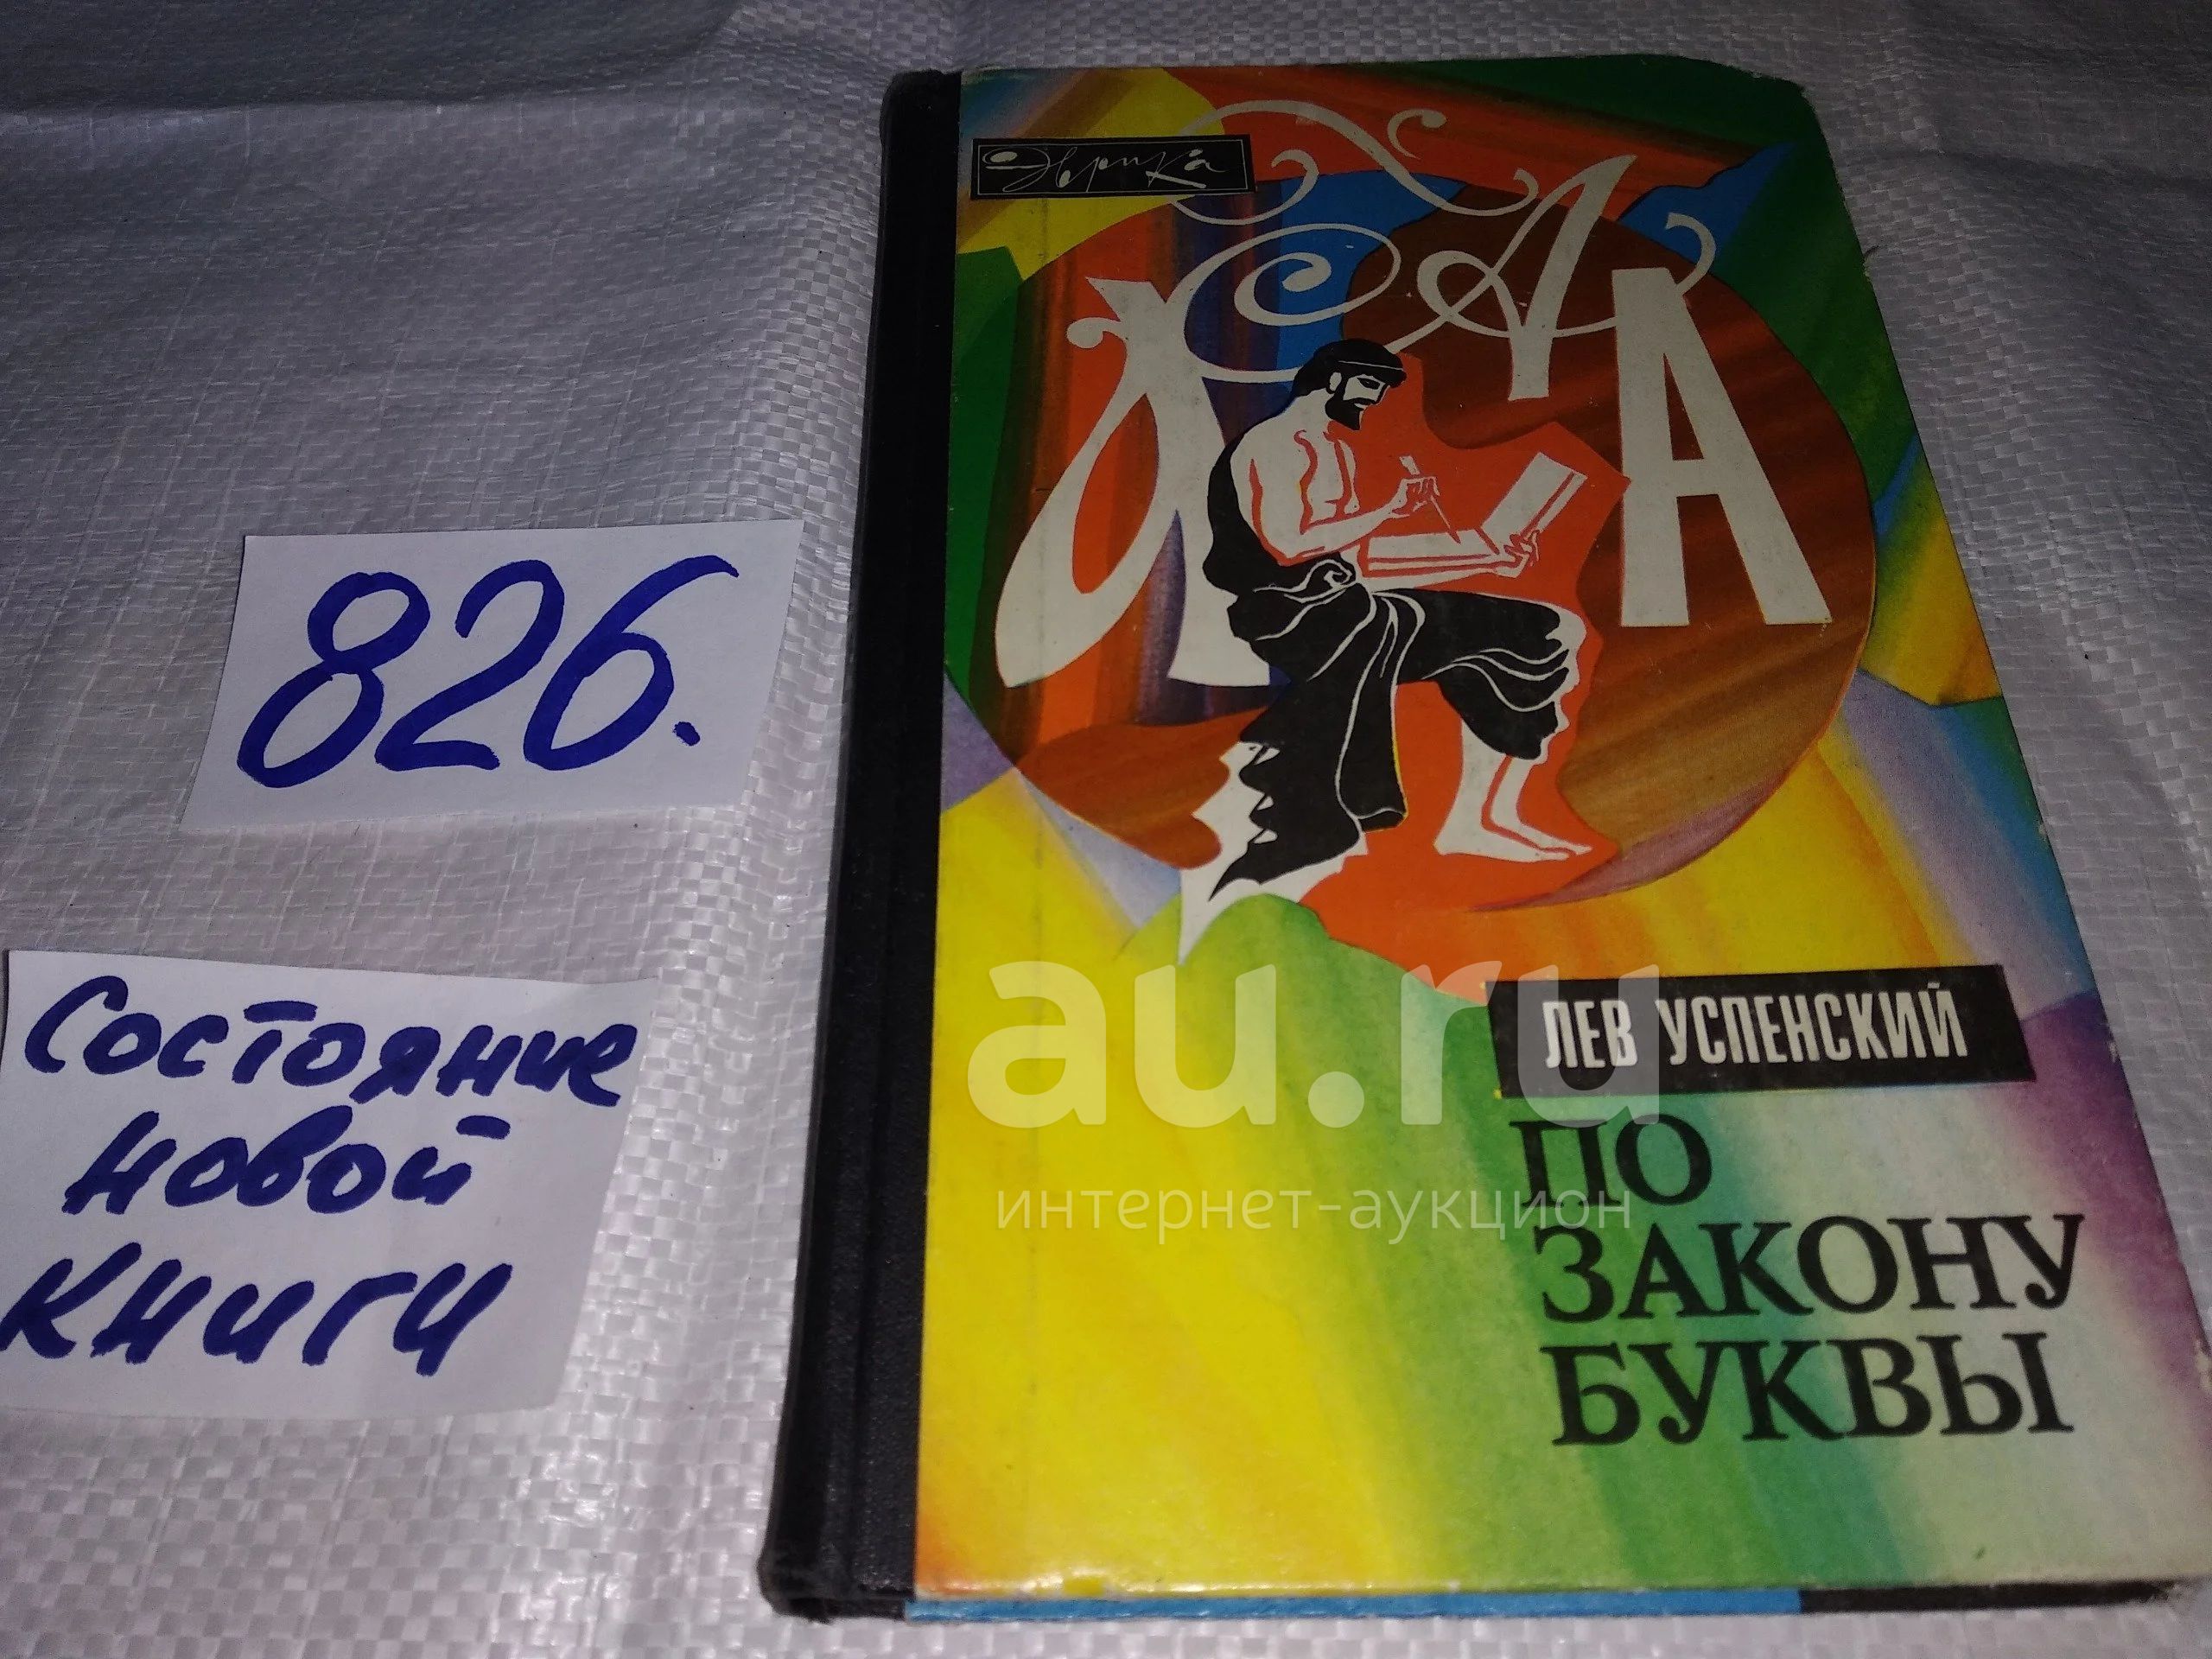 Эврика
А
А
А
826.
Состояние
новой
книги
ЛЕВ УСПЕНСКИЙ
ПО
ЗАКОНУ
БУКВЫ
au.ru
интернет-аукцион